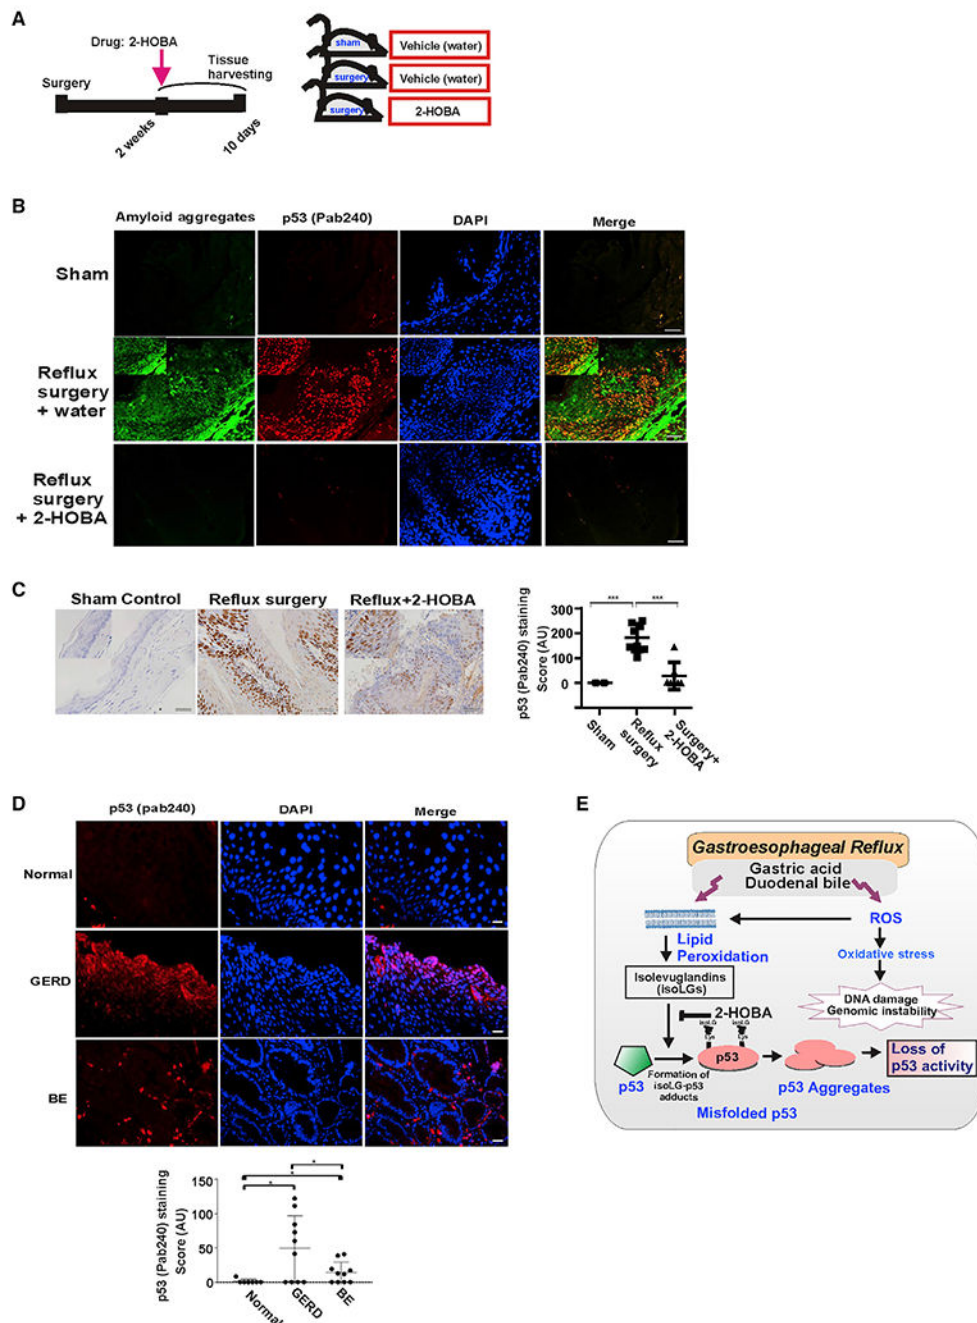 A
Drug: 2-HOBA
Surgery
Tissue
harvesting
2 weeks
10 days
sham
Vehicle (water)
surgery
Vehicle (water)
surgery
2-HOBA
B
Amyloid aggregates
p53 (Pab240)
DAPI
Merge
Sham
Reflux
surgery
+ water
Reflux
surgery
+ 2-HOBA
C
Sham Control
Reflux surgery
Reflux+2-HOBA
p53 (Pab240) staining
Score (AU)
300
200
100
0
***
***
Sham
Reflux
surgery
Surgery+
2-HOBA
D
p53 (pab240)
DAPI
Merge
Normal
GERD
BE
p53 (Pab240) staining
Score (AU)
150
100
50
0
*
*
*
Normal
GERD
BE
E
Gastroesophageal Reflux
Gastric acid
Duodenal bile
ROS
Lipid
Peroxidation
Oxidative stress
Isolevuglandins
(isoLGs)
DNA damage
Genomic instability
2-HOBA
isoLG
isoLG
Lys
Lys
p53
p53
Formation of
isoLG-p53
adducts
p53 Aggregates
Loss of
p53 activity
Misfolded p53